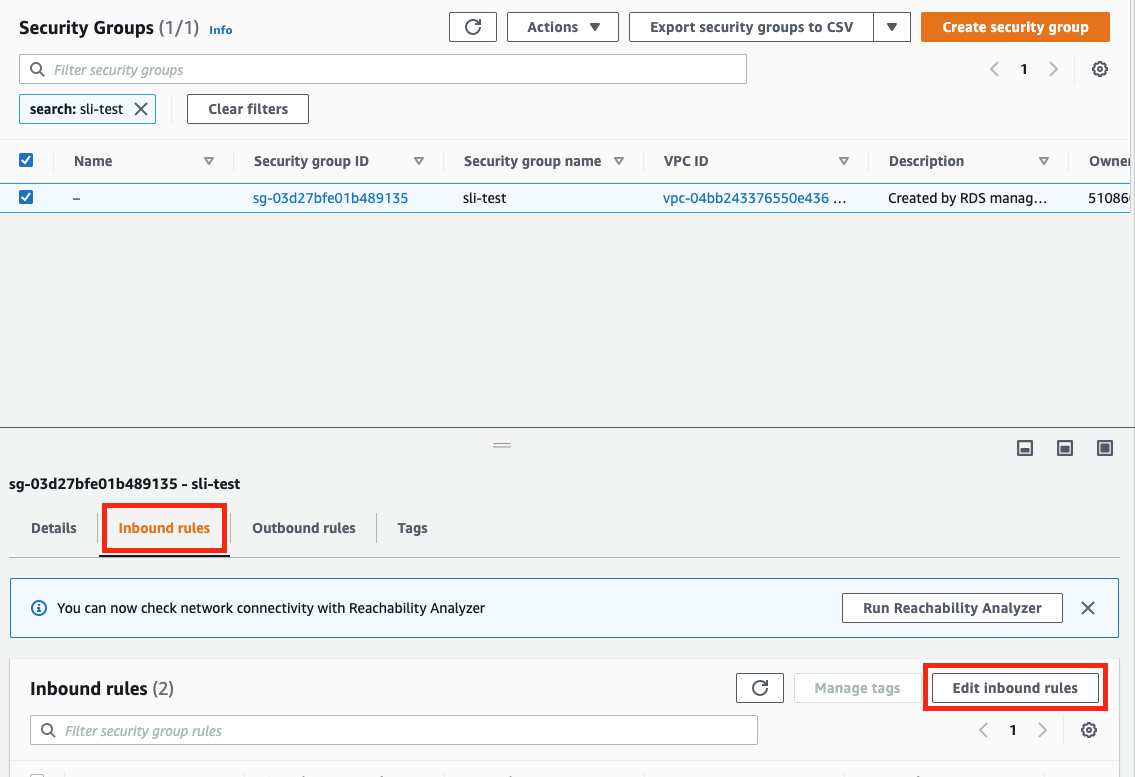 Security Groups (1/1) Info
Actions
Export security groups to CSV
Create security group
Filter security groups
1
search: sli-test
Clear filters
Name Security group ID Security group name VPC ID Description Owner
– sg-03d27bfe01b489135 sli-test vpc-04bb243376550e436 ... Created by RDS manag... 51086
sg-03d27bfe01b489135 - sli-test
Details Inbound rules Outbound rules Tags
You can now check network connectivity with Reachability Analyzer
Run Reachability Analyzer
Inbound rules (2)
Manage tags
Edit inbound rules
Filter security group rules
1